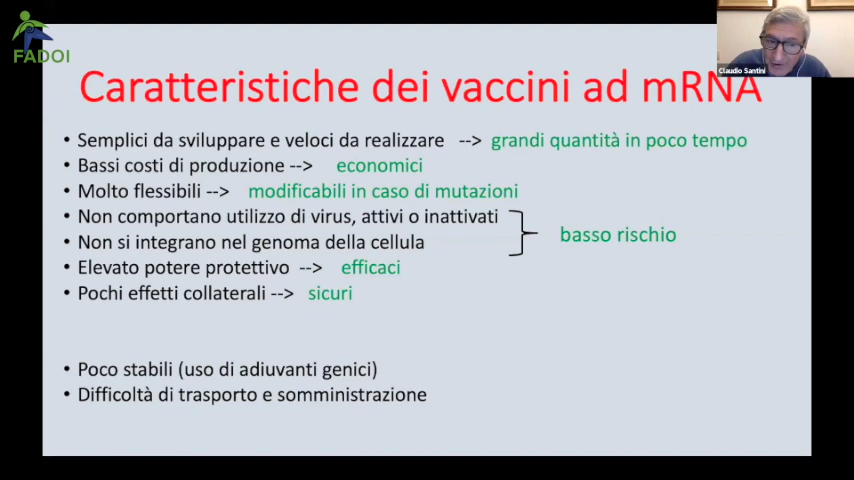 FADOI
Claudio Santini
Caratteristiche dei vaccini ad mRNA
• Semplici da sviluppare e veloci da realizzare --> grandi quantità in poco tempo
• Bassi costi di produzione --> economici
• Molto flessibili --> modificabili in caso di mutazioni
• Non comportano utilizzo di virus, attivi o inattivati
• Non si integrano nel genoma della cellula
basso rischio
• Elevato potere protettivo --> efficaci
• Pochi effetti collaterali --> sicuri
• Poco stabili (uso di adiuvanti genici)
• Difficoltà di trasporto e somministrazione